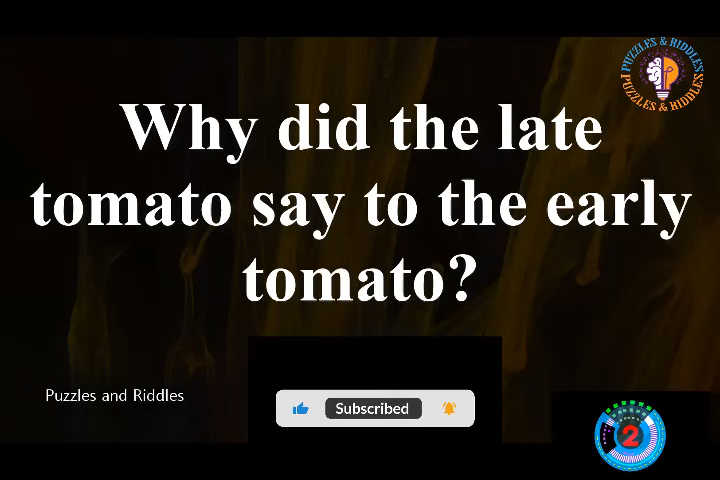 PUZZLES & RIDDLES
PUZZLES & RIDDLES
Why did the late
tomato say to the early
tomato?
Puzzles and Riddles
Subscribed
2